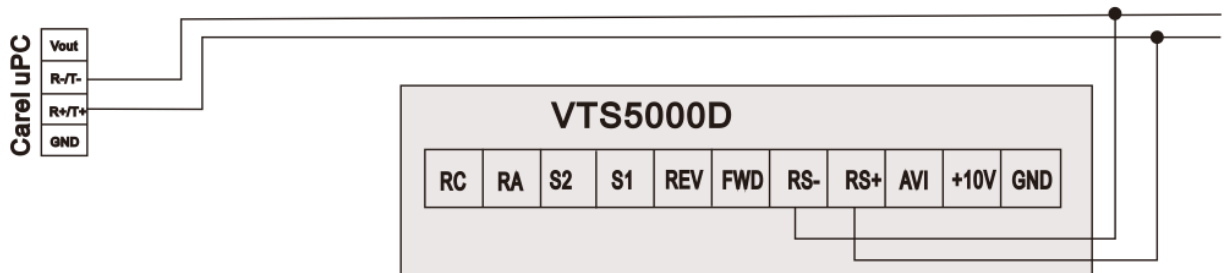 Carel uPC
Vout
R-/T-
R+/T+
GND
VTS5000D
RC RA S2 S1 REV FWD RS- RS+ AVI +10V GND